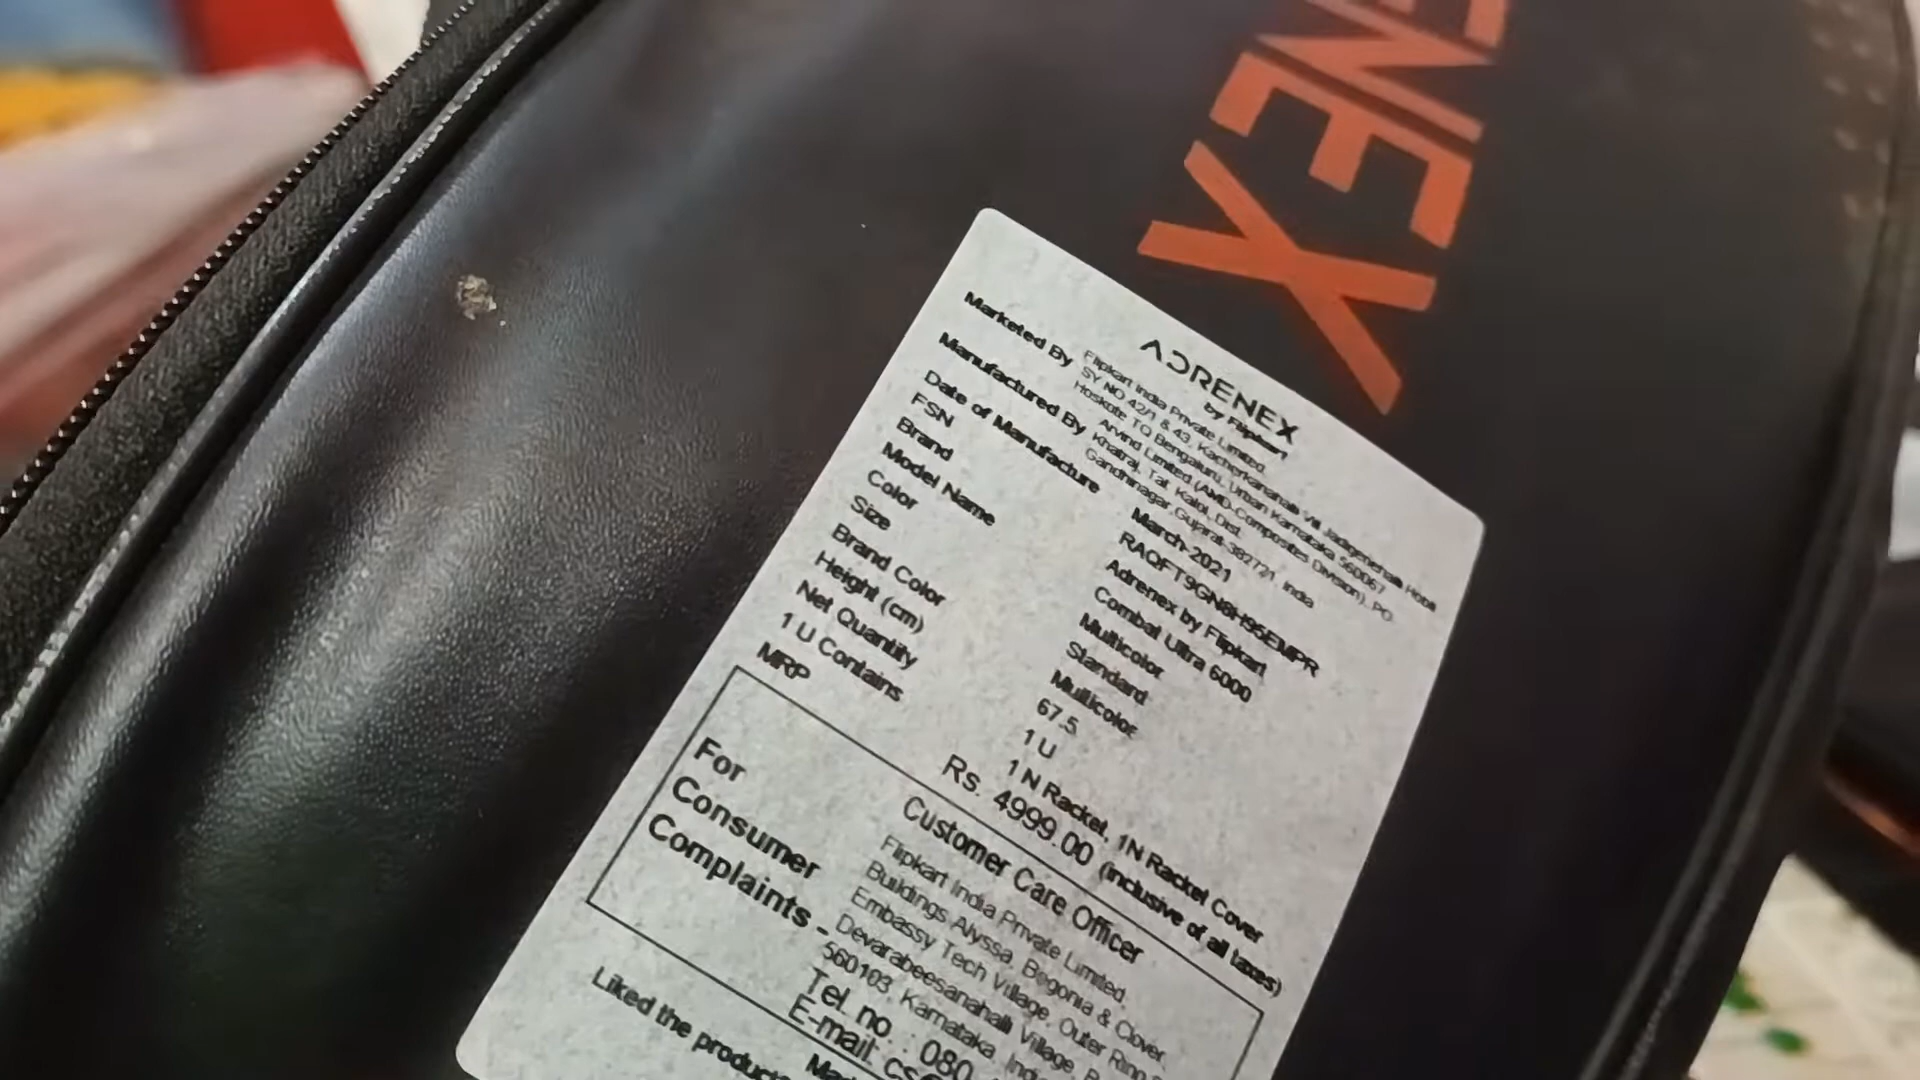 ENEX
ADRENEX
by Flipkart
Marketed By Flipkart India Private Limited.
SY NO 42/1 & 43, Kacherkanahalli Vill, Jadigenahalli Hobli
Hoskote TQ Bengaluru, Urban Karnataka 560067
Manufactured By Arvind Limited (AMD-Composites Division), PO.
Khatraj, Tal. Kalol, Dist.
Gandhinagar, Gujarat-382721, India
Date of Manufacture March-2021
FSN RAQFT9GN8H95EMPR
Brand Adrenex by Flipkart
Model Name Combat Ultra 6000
Color Multicolor
Size Standard
Brand Color Multicolor
Height (cm) 67.5
Net Quantity 1 U
1 U Contains 1 N Racket, 1N Racket Cover
MRP Rs. 4999.00 (inclusive of all taxes)
For Consumer Complaints -
Customer Care Officer
Flipkart India Private Limited,
Buildings Alyssa, Begonia & Clover,
Embassy Tech Village, Outer Ring
Devarabeesanahalli Village,
560103, Karnataka,
Tel. no. : 080
E-mail:
Liked the product